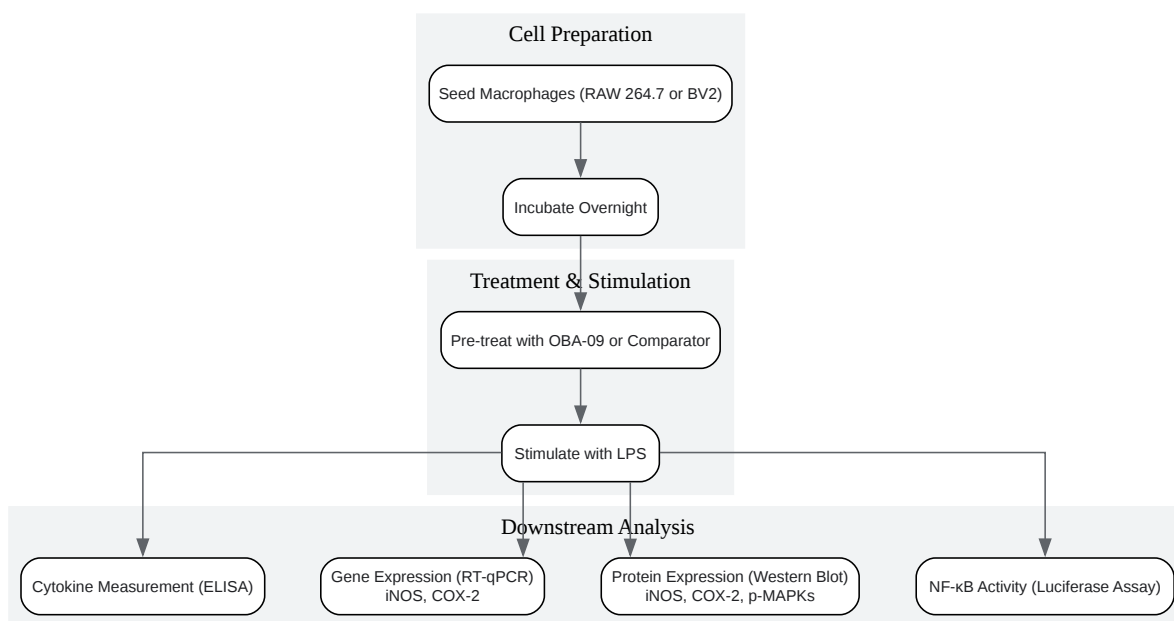 Cell Preparation
Seed Macrophages (RAW 264.7 or BV2)
Incubate Overnight
Treatment & Stimulation
Pre-treat with OBA-09 or Comparator
Stimulate with LPS
Downstream Analysis
Cytokine Measurement (ELISA)
Gene Expression (RT-qPCR)
iNOS, COX-2
Protein Expression (Western Blot)
iNOS, COX-2, p-MAPKs
NF-κB Activity (Luciferase Assay)